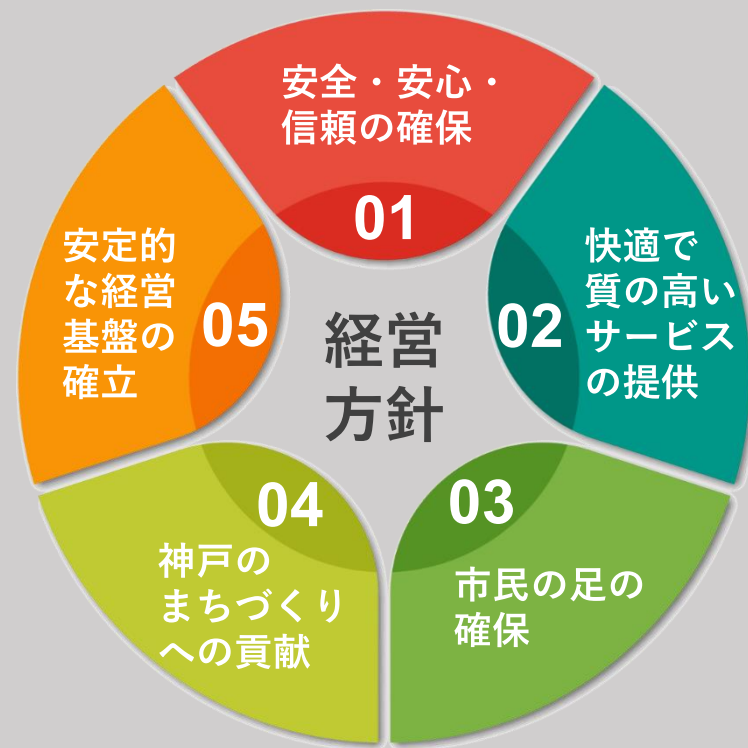 安全・安心・
信頼の確保
01
快適で
質の高い
サービス
の提供
02
03
市民の足の
確保
04
神戸の
まちづくり
への貢献
安定的
な経営
基盤の
確立
05
経営
方針